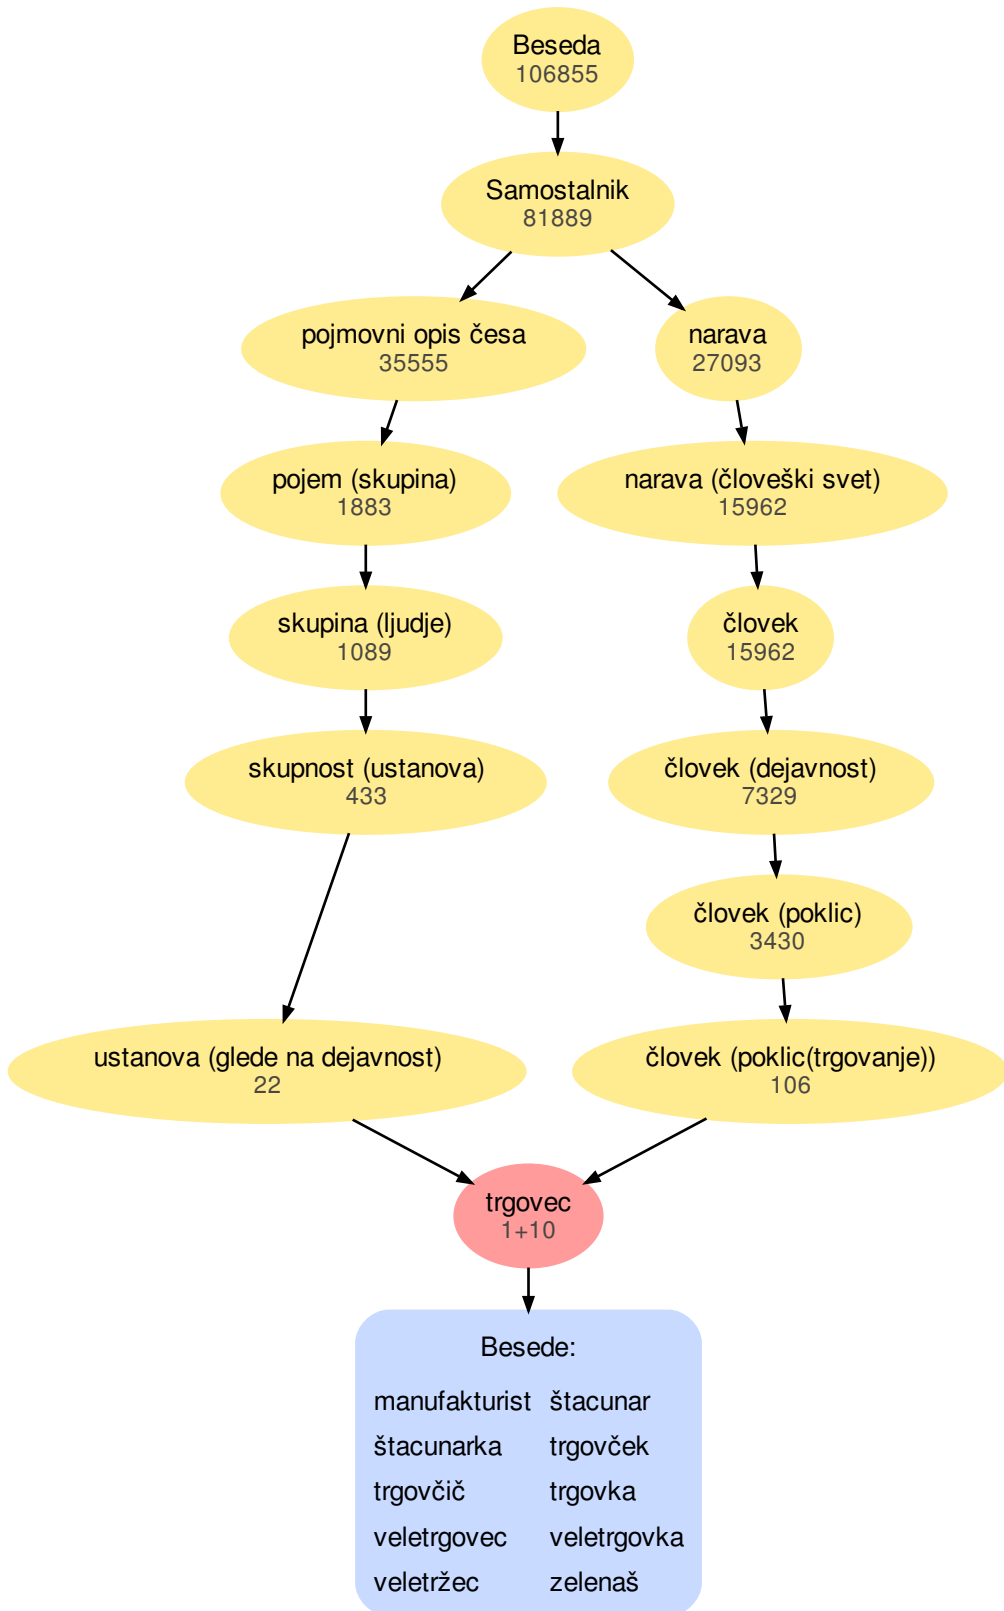 Beseda
106855
Samostalnik
81889
pojmovni opis česa
35555
narava
27093
pojem (skupina)
1883
narava (človeški svet)
15962
skupina (ljudje)
1089
človek
15962
skupnost (ustanova)
433
človek (dejavnost)
7329
človek (poklic)
3430
ustanova (glede na dejavnost)
22
človek (poklic(trgovanje))
106
trgovec
1+10
Besede:
manufakturist štacunar
štacunarka trgovček
trgovčič trgovka
veletrgovec veletrgovka
veletržec zelenaš